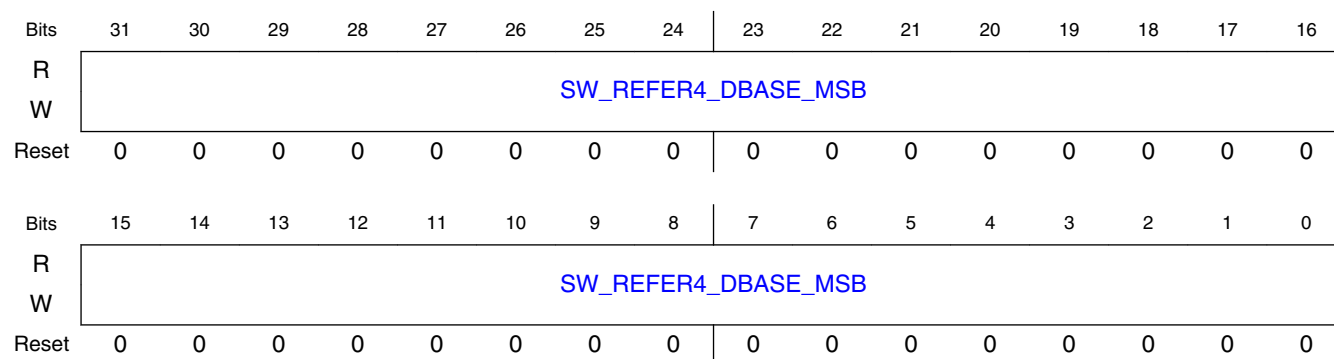 Bits 31 30 29 28 27 26 25 24 23 22 21 20 19 18 17 16
R
SW_REFER4_DBASE_MSB
W
Reset 0 0 0 0 0 0 0 0 0 0 0 0 0 0 0 0
Bits 15 14 13 12 11 10 9 8 7 6 5 4 3 2 1 0
R
SW_REFER4_DBASE_MSB
W
Reset 0 0 0 0 0 0 0 0 0 0 0 0 0 0 0 0